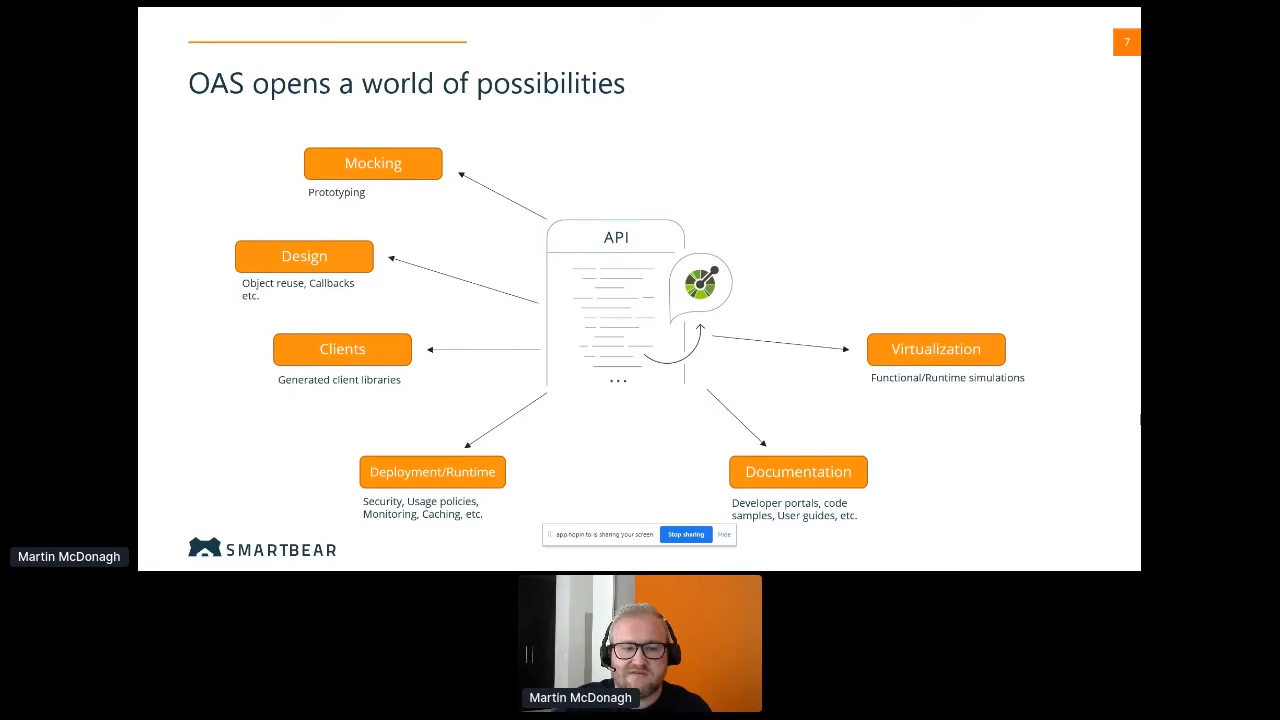 7
OAS opens a world of possibilities
Mocking
Prototyping
API
Design
Object reuse, Callbacks
etc.
Clients
Generated client libraries
...
Virtualization
Functional/Runtime simulations
Deployment/Runtime
Security, Usage policies,
Monitoring, Caching, etc.
Documentation
Developer portals, code
samples, User guides, etc.
app.hopin.to is sharing your screen
Stop sharing
Hide
SMARTBEAR
Martin McDonagh
Martin McDonagh